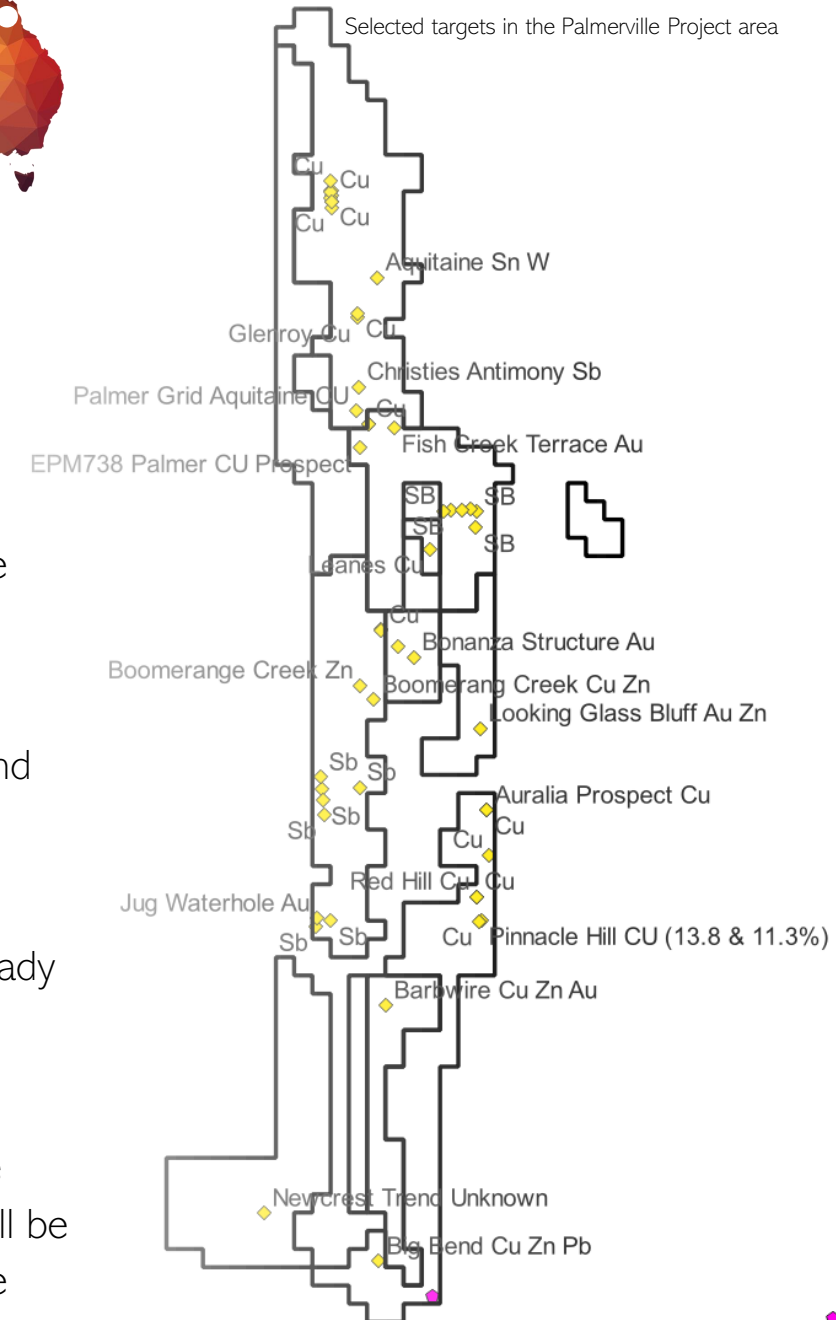 Selected targets in the Palmerville Project area
Cu
Cu
Cu
Cu
Aquitaine Sn W
Glenroy Cu
Cu
Christies Antimony Sb
Palmer Grid Aquitaine CU
Cu
Fish Creek Terrace Au
EPM738 Palmer CU Prospect
SB
SB
SB
SB
e
Leanes Cu
Cu
Bonanza Structure Au
Boomerange Creek Zn
Boomerang Creek Cu Zn
Looking Glass Bluff Au Zn
nd
Sb
Sb
Sb
Sb
Auralia Prospect Cu
Cu
Cu
Red Hill Cu
Cu
Jug Waterhole Au
Sb
Sb
Cu
Pinnacle Hill CU (13.8 & 11.3%)
ady
Barbwire Cu Zn Au
Newcrest Trend Unknown
ll be
Big Bend Cu Zn Pb
e